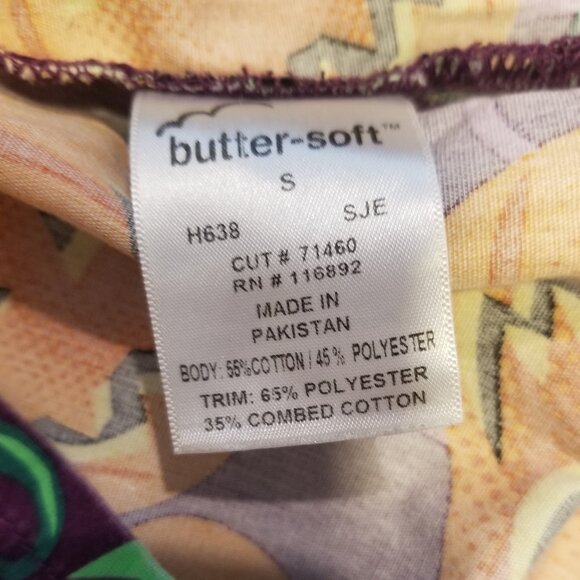 butter-soft™
S
H638 SJE
CUT # 71460
RN # 116892
MADE IN
PAKISTAN
BODY: 55%COTTON / 45% POLYESTER
TRIM: 65% POLYESTER
35% COMBED COTTON